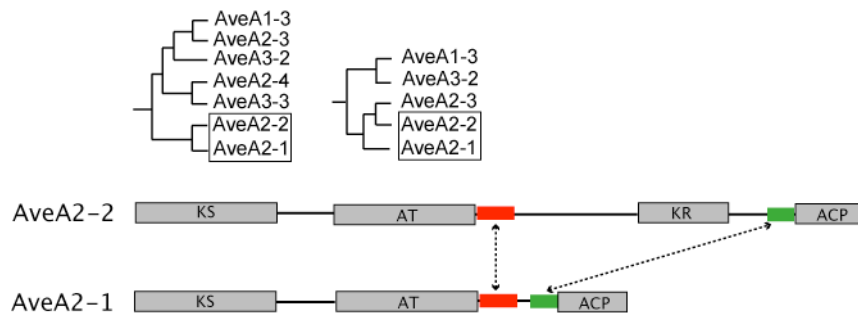 AveA1-3
AveA2-3
AveA3-2
AveA2-4
AveA3-3
AveA2-2
AveA2-1
AveA1-3
AveA3-2
AveA2-3
AveA2-2
AveA2-1
AveA2-2 KS AT KR ACP
AveA2-1 KS AT ACP